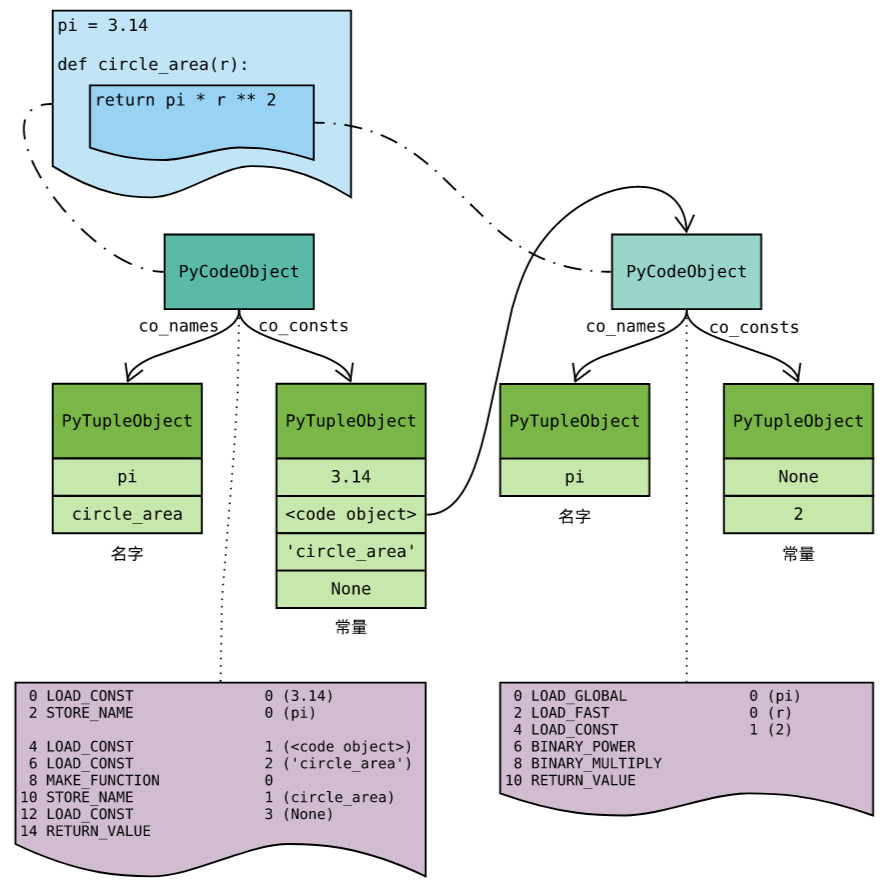 pi = 3.14
def circle_area(r):
return pi * r ** 2
PyCodeObject
co_names
co_consts
PyTupleObject
pi
circle_area
名字
PyTupleObject
3.14
<code object>
'circle_area'
None
常量
PyCodeObject
co_names
co_consts
PyTupleObject
pi
名字
PyTupleObject
None
2
常量
0 LOAD_CONST 0 (3.14)
2 STORE_NAME 0 (pi)
4 LOAD_CONST 1 (<code object>)
6 LOAD_CONST 2 ('circle_area')
8 MAKE_FUNCTION 0
10 STORE_NAME 1 (circle_area)
12 LOAD_CONST 3 (None)
14 RETURN_VALUE
0 LOAD_GLOBAL 0 (pi)
2 LOAD_FAST 0 (r)
4 LOAD_CONST 1 (2)
6 BINARY_POWER
8 BINARY_MULTIPLY
10 RETURN_VALUE